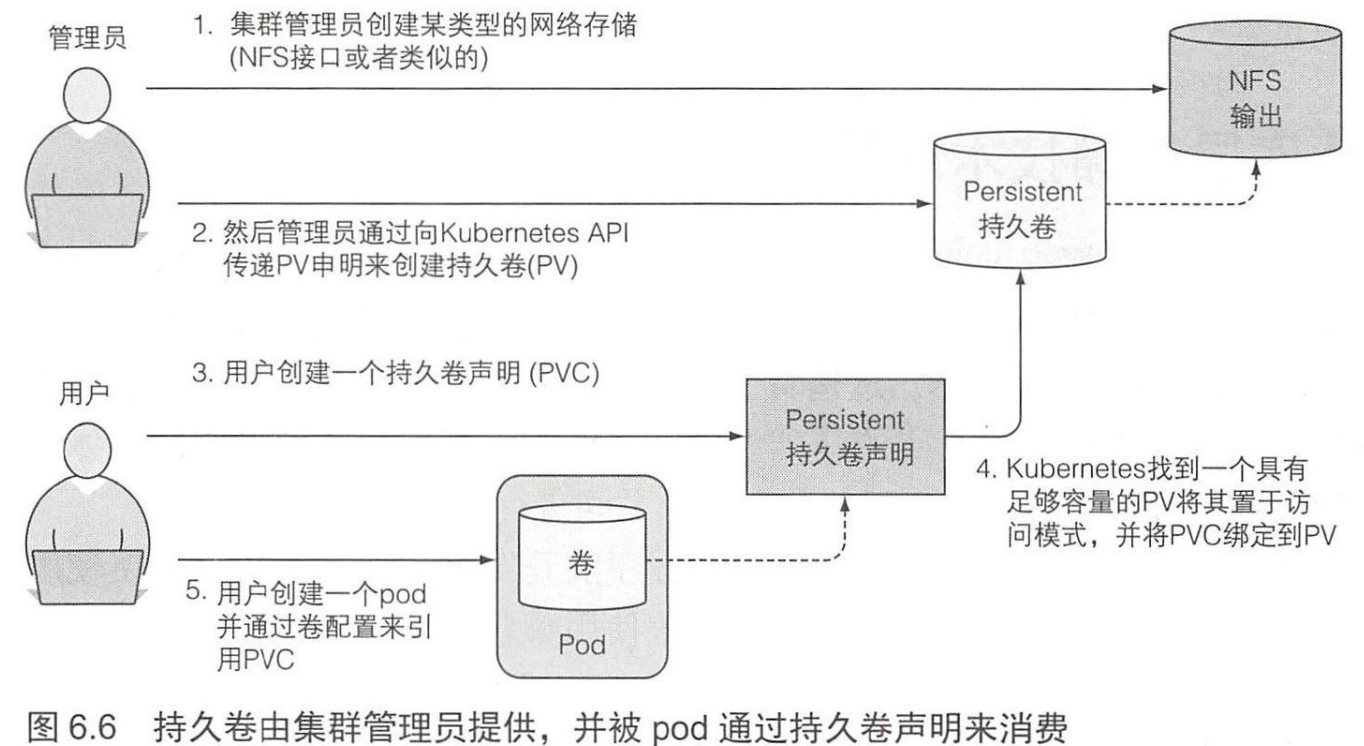 管理员
1. 集群管理员创建某类型的网络存储
(NFS接口或者类似的)
NFS
输出
Persistent
持久卷
2. 然后管理员通过向Kubernetes API
传递PV申明来创建持久卷(PV)
3. 用户创建一个持久卷声明 (PVC)
用户
Persistent
持久卷声明
4. Kubernetes找到一个具有
足够容量的PV将其置于访
问模式，并将PVC绑定到PV
卷
Pod
5. 用户创建一个pod
并通过卷配置来引
用PVC
图 6.6 持久卷由集群管理员提供，并被 pod 通过持久卷声明来消费